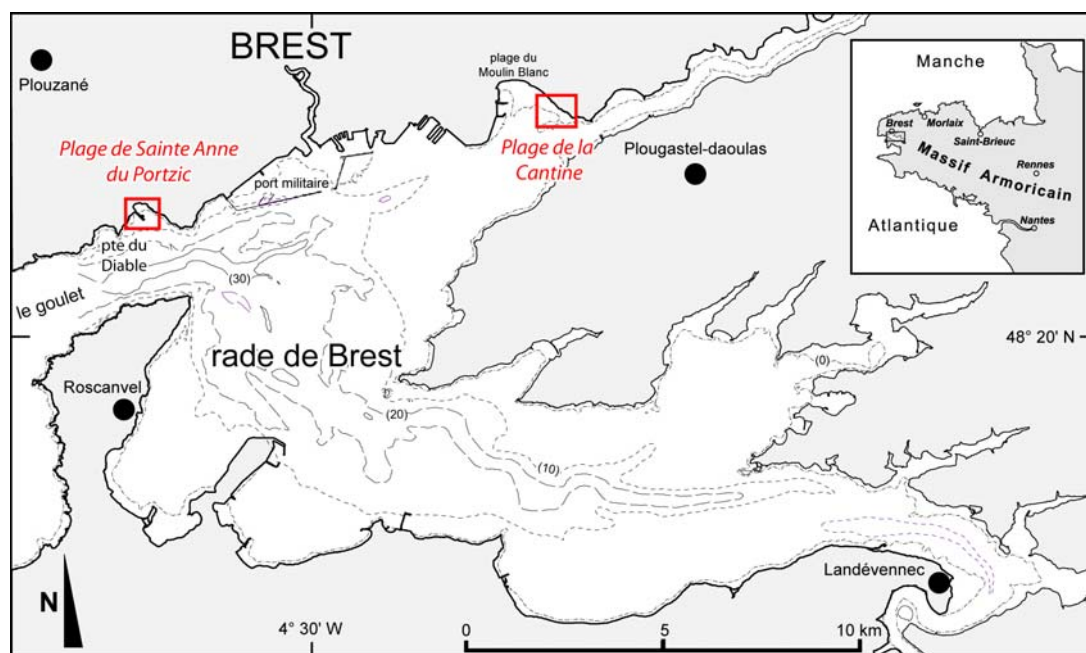 BREST
Plouzané
plage du
Moulin Blanc
Manche
Brest
Morlaix
Saint-Brieuc
Rennes
Massif Armoricain
Nantes
Atlantique
Plage de Sainte Anne
du Portzic
Plage de la
Cantine
Plougastel-daoulas
port militaire
pte du
Diable
(30)
le goulet
48° 20' N
rade de Brest
(0)
Roscanvel
(20)
(10)
Landévennec
N
4° 30' W
0
5
10 km